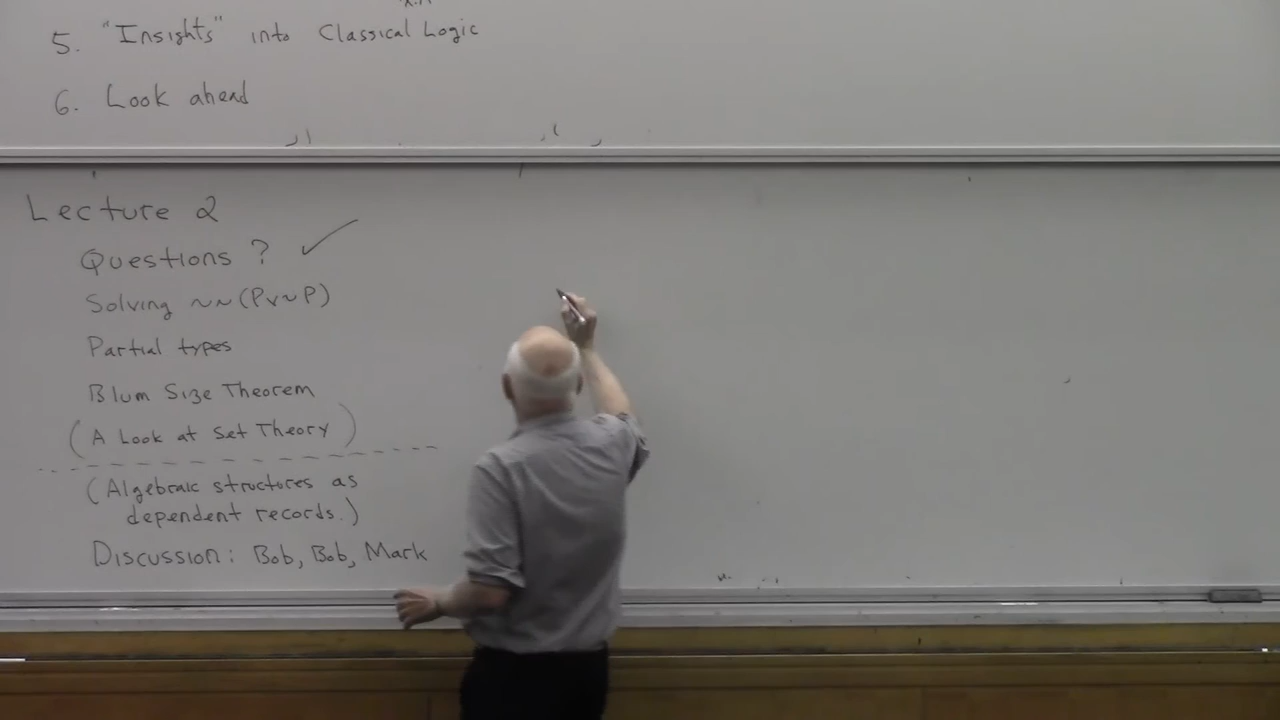 5. "Insights" into Classical Logic
6. Look ahead
Lecture 2
Questions ? ✓
Solving ~~(P∨~P)
Partial types
Blum Size Theorem
(A Look at Set Theory)
(Algebraic structures as
dependent records.)
Discussion: Bob, Bob, Mark